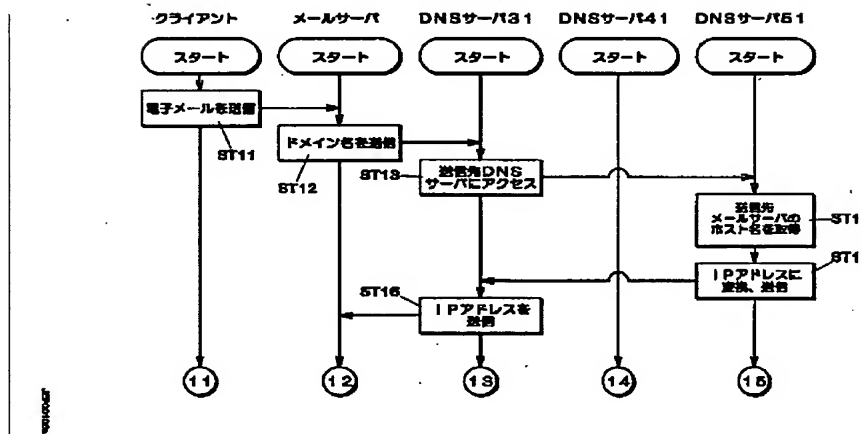 クライアント
メールサーバ
DNSサーバ31
DNSサーバ41
DNSサーバ51
スタート
スタート
スタート
スタート
スタート
電子メールを送信
ST11
ドメイン名を送信
ST12
送信先DNS
サーバにアクセス
ST13
送信先
メールサーバの
ホスト名を取得
ST1
IPアドレスに
変換、送信
ST1
IPアドレスを
送信
ST16
11
12
13
14
15